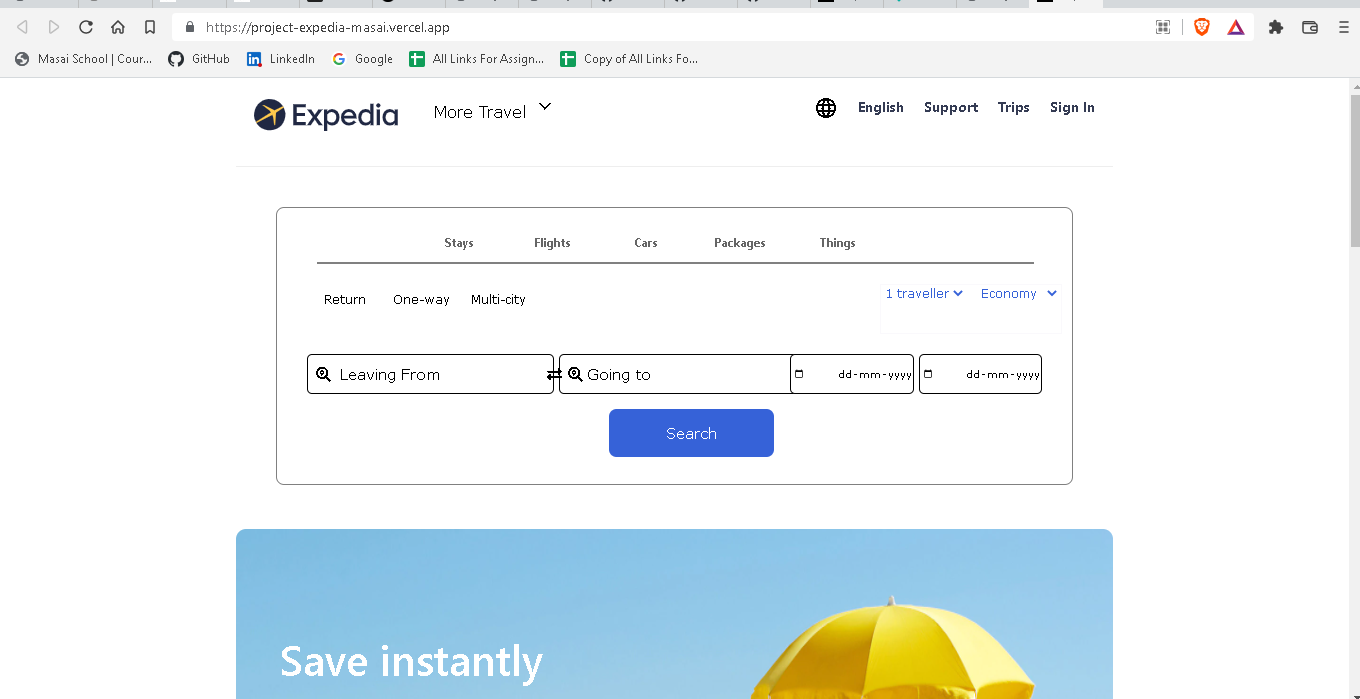 https://project-expedia-masai.vercel.app
Masai School | Cour... GitHub LinkedIn Google All Links For Assign... Copy of All Links Fo...
Expedia More Travel English Support Trips Sign In
Stays Flights Cars Packages Things
Return One-way Multi-city 1 traveller Economy
Leaving From Going to dd-mm-yyyy dd-mm-yyyy
Search
Save instantly